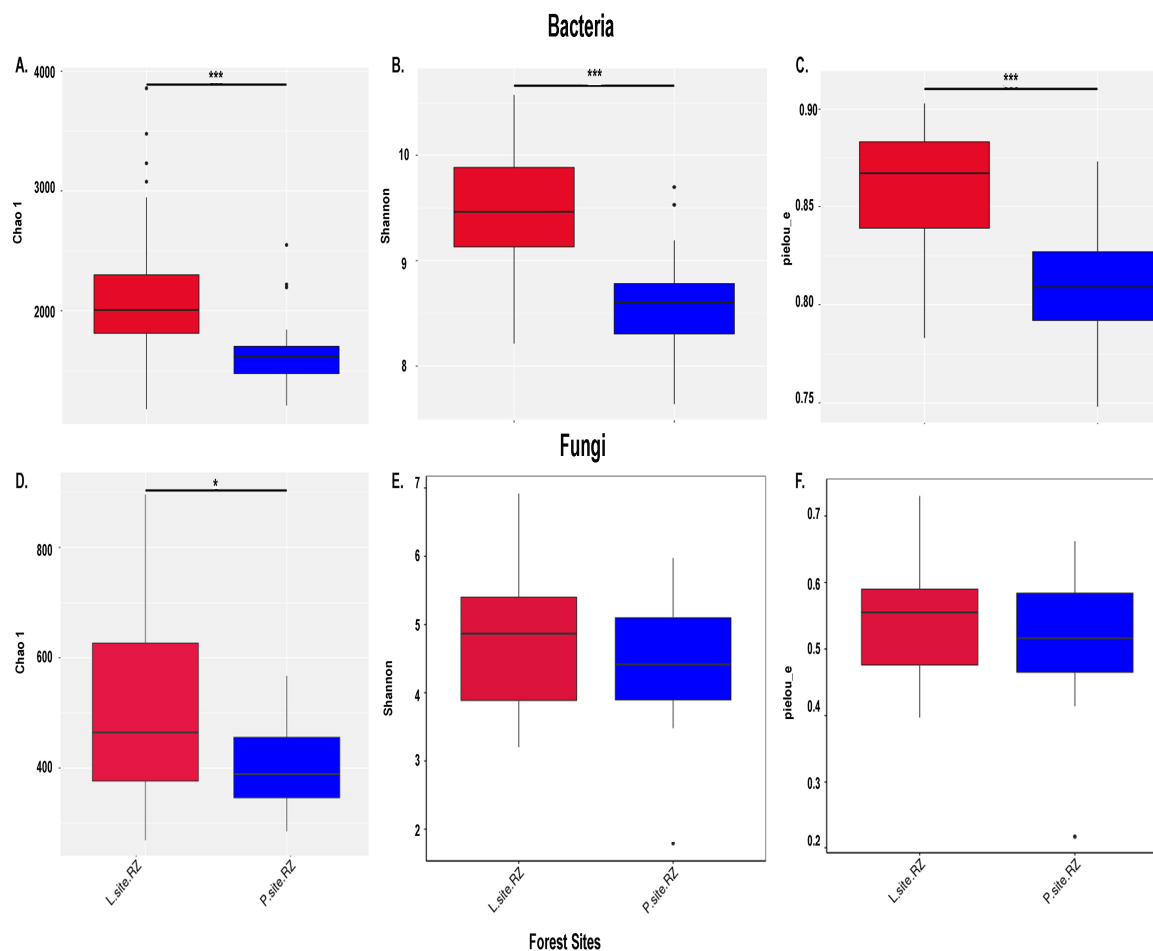 Bacteria
A.
Chao 1
4000
3000
2000
***
B.
Shannon
10
9
8
***
C.
pielou_e
0.90
0.85
0.80
0.75
***
***
Fungi
D.
Chao 1
800
600
400
*
L.site.RZ
P.site.RZ
E.
Shannon
7
6
5
4
3
2
L.site.RZ
P.site.RZ
F.
pielou_e
0.7
0.6
0.5
0.4
0.3
0.2
L.site.RZ
P.site.RZ
Forest Sites